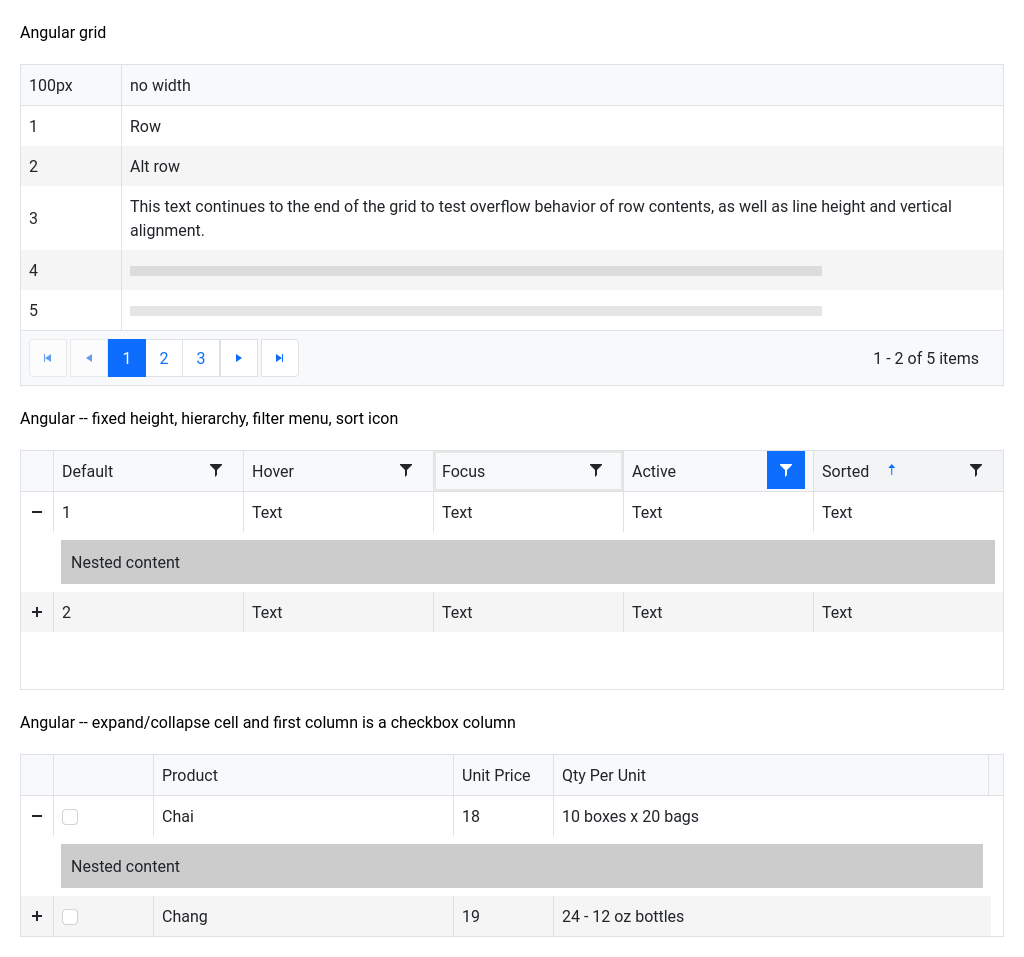 Angular grid
100px no width
1 Row
2 Alt row
3 This text continues to the end of the grid to test overflow behavior of row contents, as well as line height and vertical
alignment.
4
5
1 2 3 1 - 2 of 5 items
Angular -- fixed height, hierarchy, filter menu, sort icon
Default Hover Focus Active Sorted
1 Text Text Text Text
Nested content
2 Text Text Text Text
Angular -- expand/collapse cell and first column is a checkbox column
Product Unit Price Qty Per Unit
Chai 18 10 boxes x 20 bags
Nested content
Chang 19 24 - 12 oz bottles